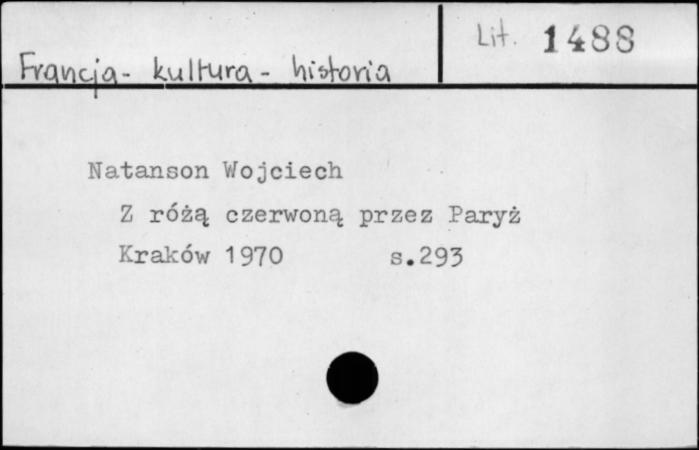 Lit. 1488
Francja - kultura - historia
Natanson Wojciech
Z różą czerwoną przez Paryż
Kraków 1970 s.293